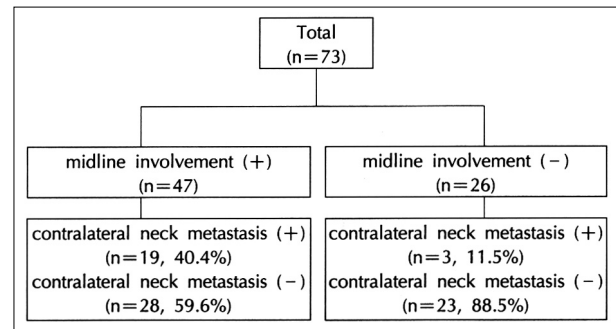 Total
(n=73)
midline involvement (+)
(n=47)
midline involvement (-)
(n=26)
contralateral neck metastasis (+)
(n=19, 40.4%)
contralateral neck metastasis (-)
(n=28, 59.6%)
contralateral neck metastasis (+)
(n=3, 11.5%)
contralateral neck metastasis (-)
(n=23, 88.5%)